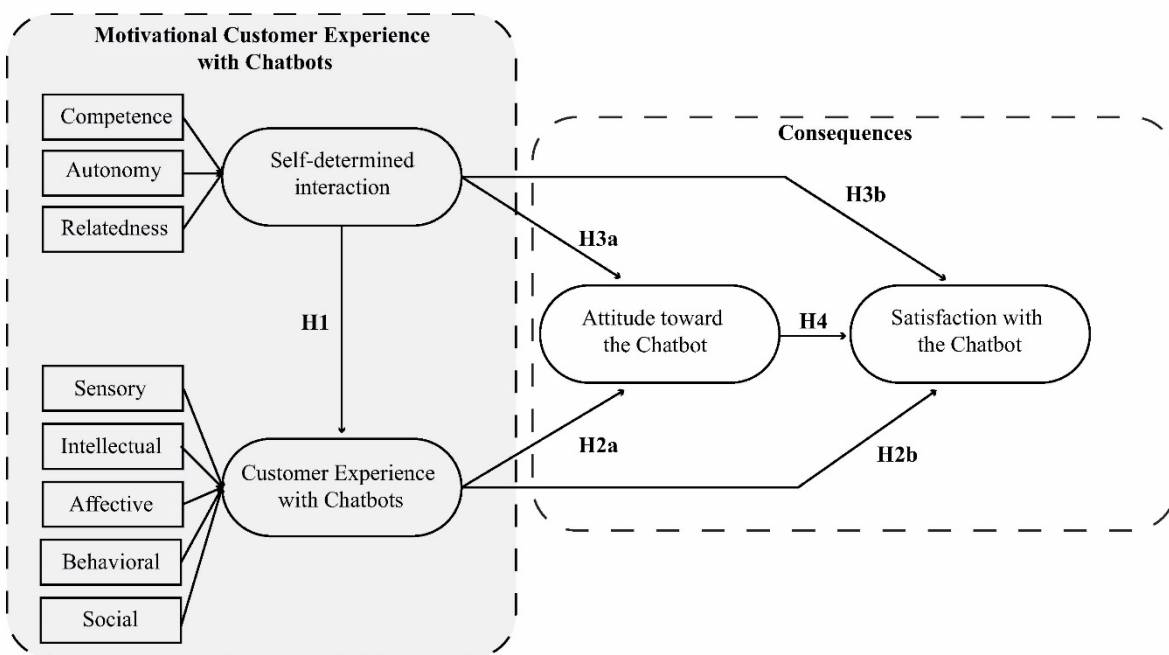 Motivational Customer Experience
with Chatbots
Competence
Autonomy
Relatedness
Self-determined
interaction
H1
Sensory
Intellectual
Affective
Behavioral
Social
Customer Experience
with Chatbots
Consequences
H3b
H3a
Attitude toward
the Chatbot
H4
Satisfaction with
the Chatbot
H2a
H2b